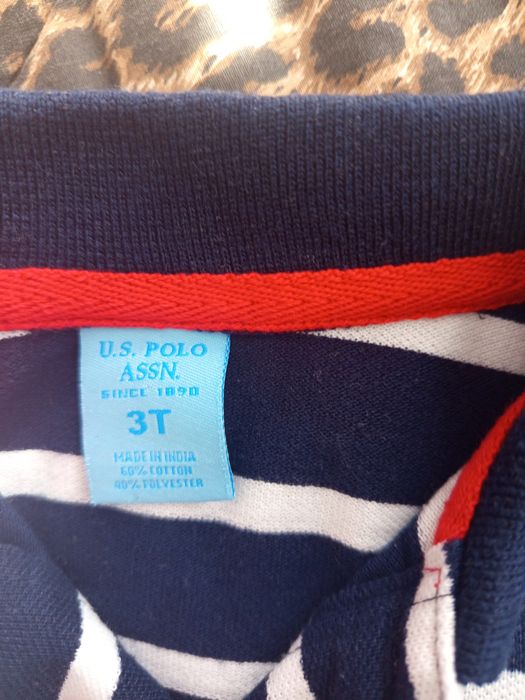 U.S. POLO
ASSN.
SINCE 1890
3T
MADE IN INDIA
60% COTTON
40% POLYESTER